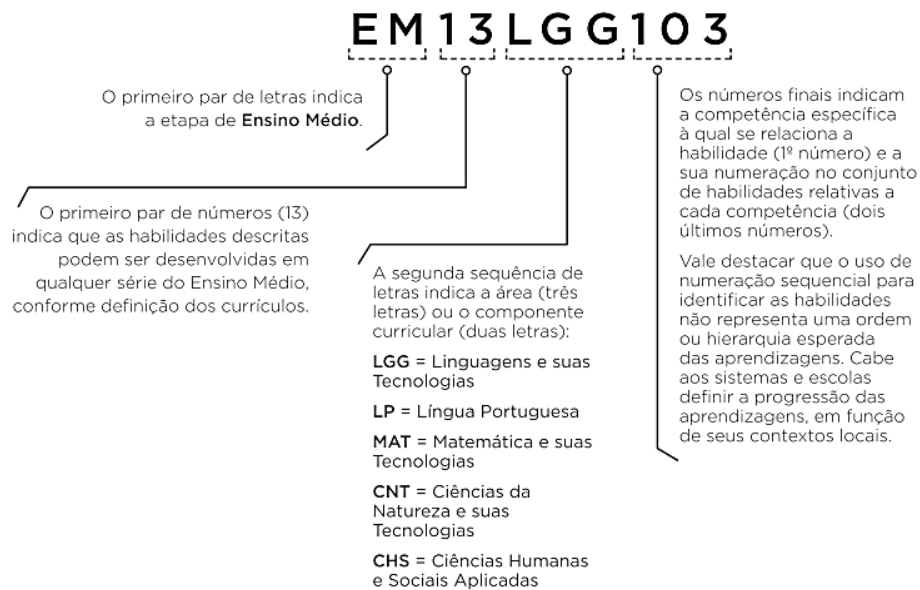 EM13LGG103
O primeiro par de letras indica
a etapa de Ensino Médio.
O primeiro par de números (13)
indica que as habilidades descritas
podem ser desenvolvidas em
qualquer série do Ensino Médio,
conforme definição dos currículos.
A segunda sequência de
letras indica a área (três
letras) ou o componente
curricular (duas letras):
LGG = Linguagens e suas
Tecnologias
LP = Língua Portuguesa
MAT = Matemática e suas
Tecnologias
CNT = Ciências da
Natureza e suas
Tecnologias
CHS = Ciências Humanas
e Sociais Aplicadas
Os números finais indicam
a competência específica
à qual se relaciona a
habilidade (1º número) e a
sua numeração no conjunto
de habilidades relativas a
cada competência (dois
últimos números).
Vale destacar que o uso de
numeração sequencial para
identificar as habilidades
não representa uma ordem
ou hierarquia esperada
das aprendizagens. Cabe
aos sistemas e escolas
definir a progressão das
aprendizagens, em função
de seus contextos locais.